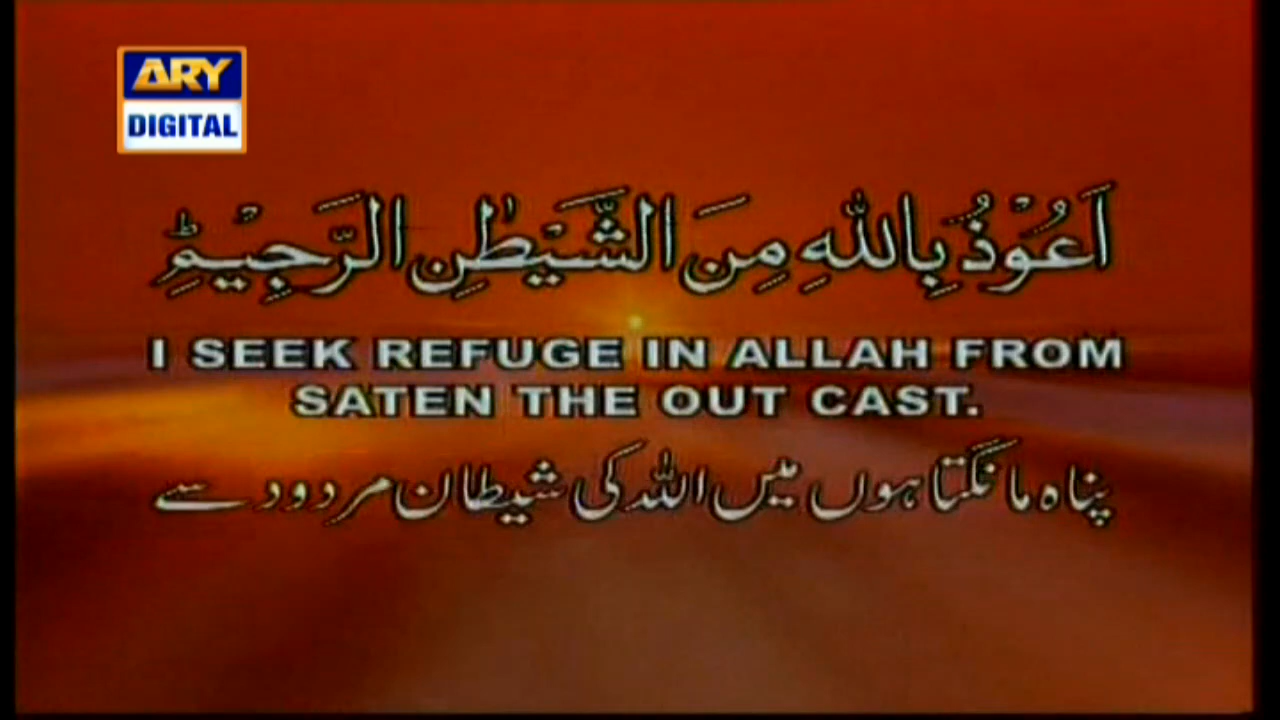 ARY
DIGITAL
اَعُوْذُ بِاللّٰهِ مِنَ الشَّيْطٰنِ الرَّجِيْمِؕ
I SEEK REFUGE IN ALLAH FROM
SATEN THE OUT CAST.
پناہ مانگتا ہوں میں اللہ کی شیطان مردود سے